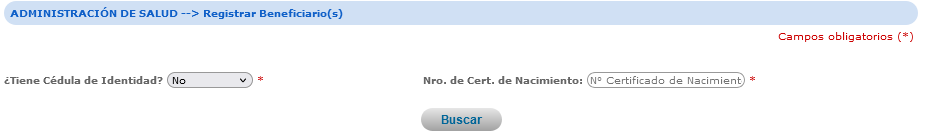 ADMINISTRACIÓN DE SALUD --> Registrar Beneficiario(s)
Campos obligatorios (*)
¿Tiene Cédula de Identidad? No * Nro. de Cert. de Nacimiento: N° Certificado de Nacimient *
Buscar